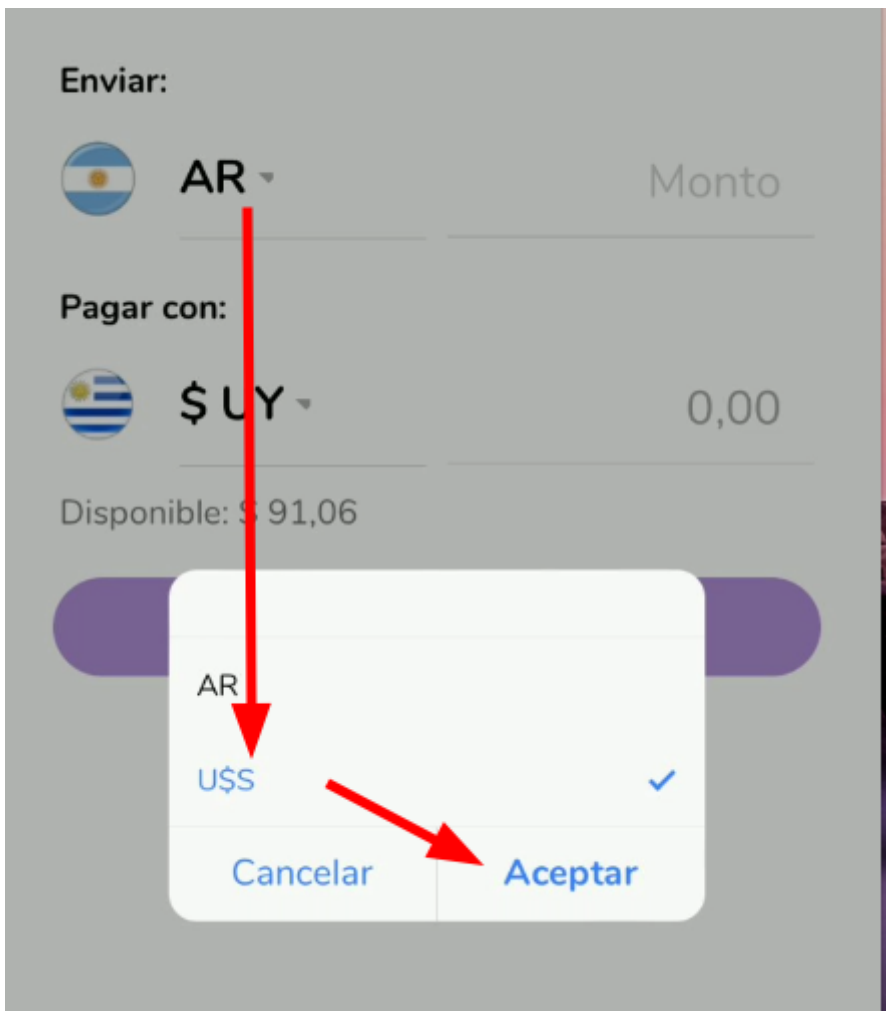 Enviar:
AR Monto
Pagar con:
$ UY 0,00
Disponible: $ 91,06
AR
U$S
Cancelar Aceptar